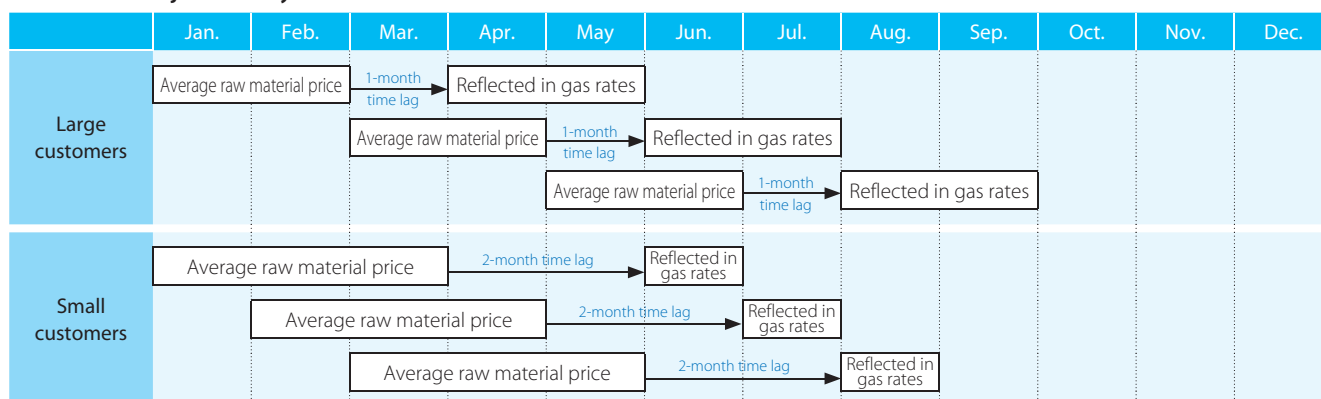 Jan. Feb. Mar. Apr. May Jun. Jul. Aug. Sep. Oct. Nov. Dec.
Large
customers
Average raw material price
1-month
time lag
Reflected in gas rates
Average raw material price
1-month
time lag
Reflected in gas rates
Average raw material price
1-month
time lag
Reflected in gas rates
Small
customers
Average raw material price
2-month time lag
Reflected in
gas rates
Average raw material price
2-month time lag
Reflected in
gas rates
Average raw material price
2-month time lag
Reflected in
gas rates